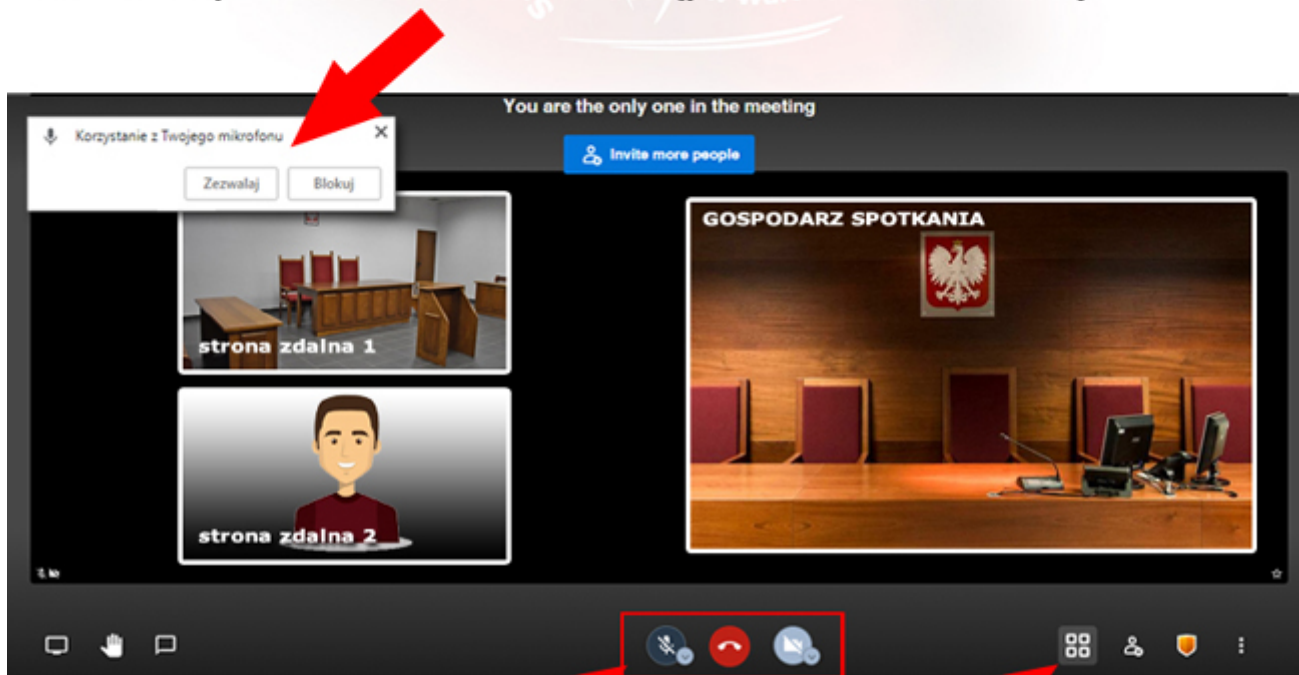 You are the only one in the meeting
Korzystanie z Twojego mikrofonu
Invite more people
Zezwalaj
Blokuj
GOSPODARZ SPOTKANIA
strona zdalna 1
strona zdalna 2